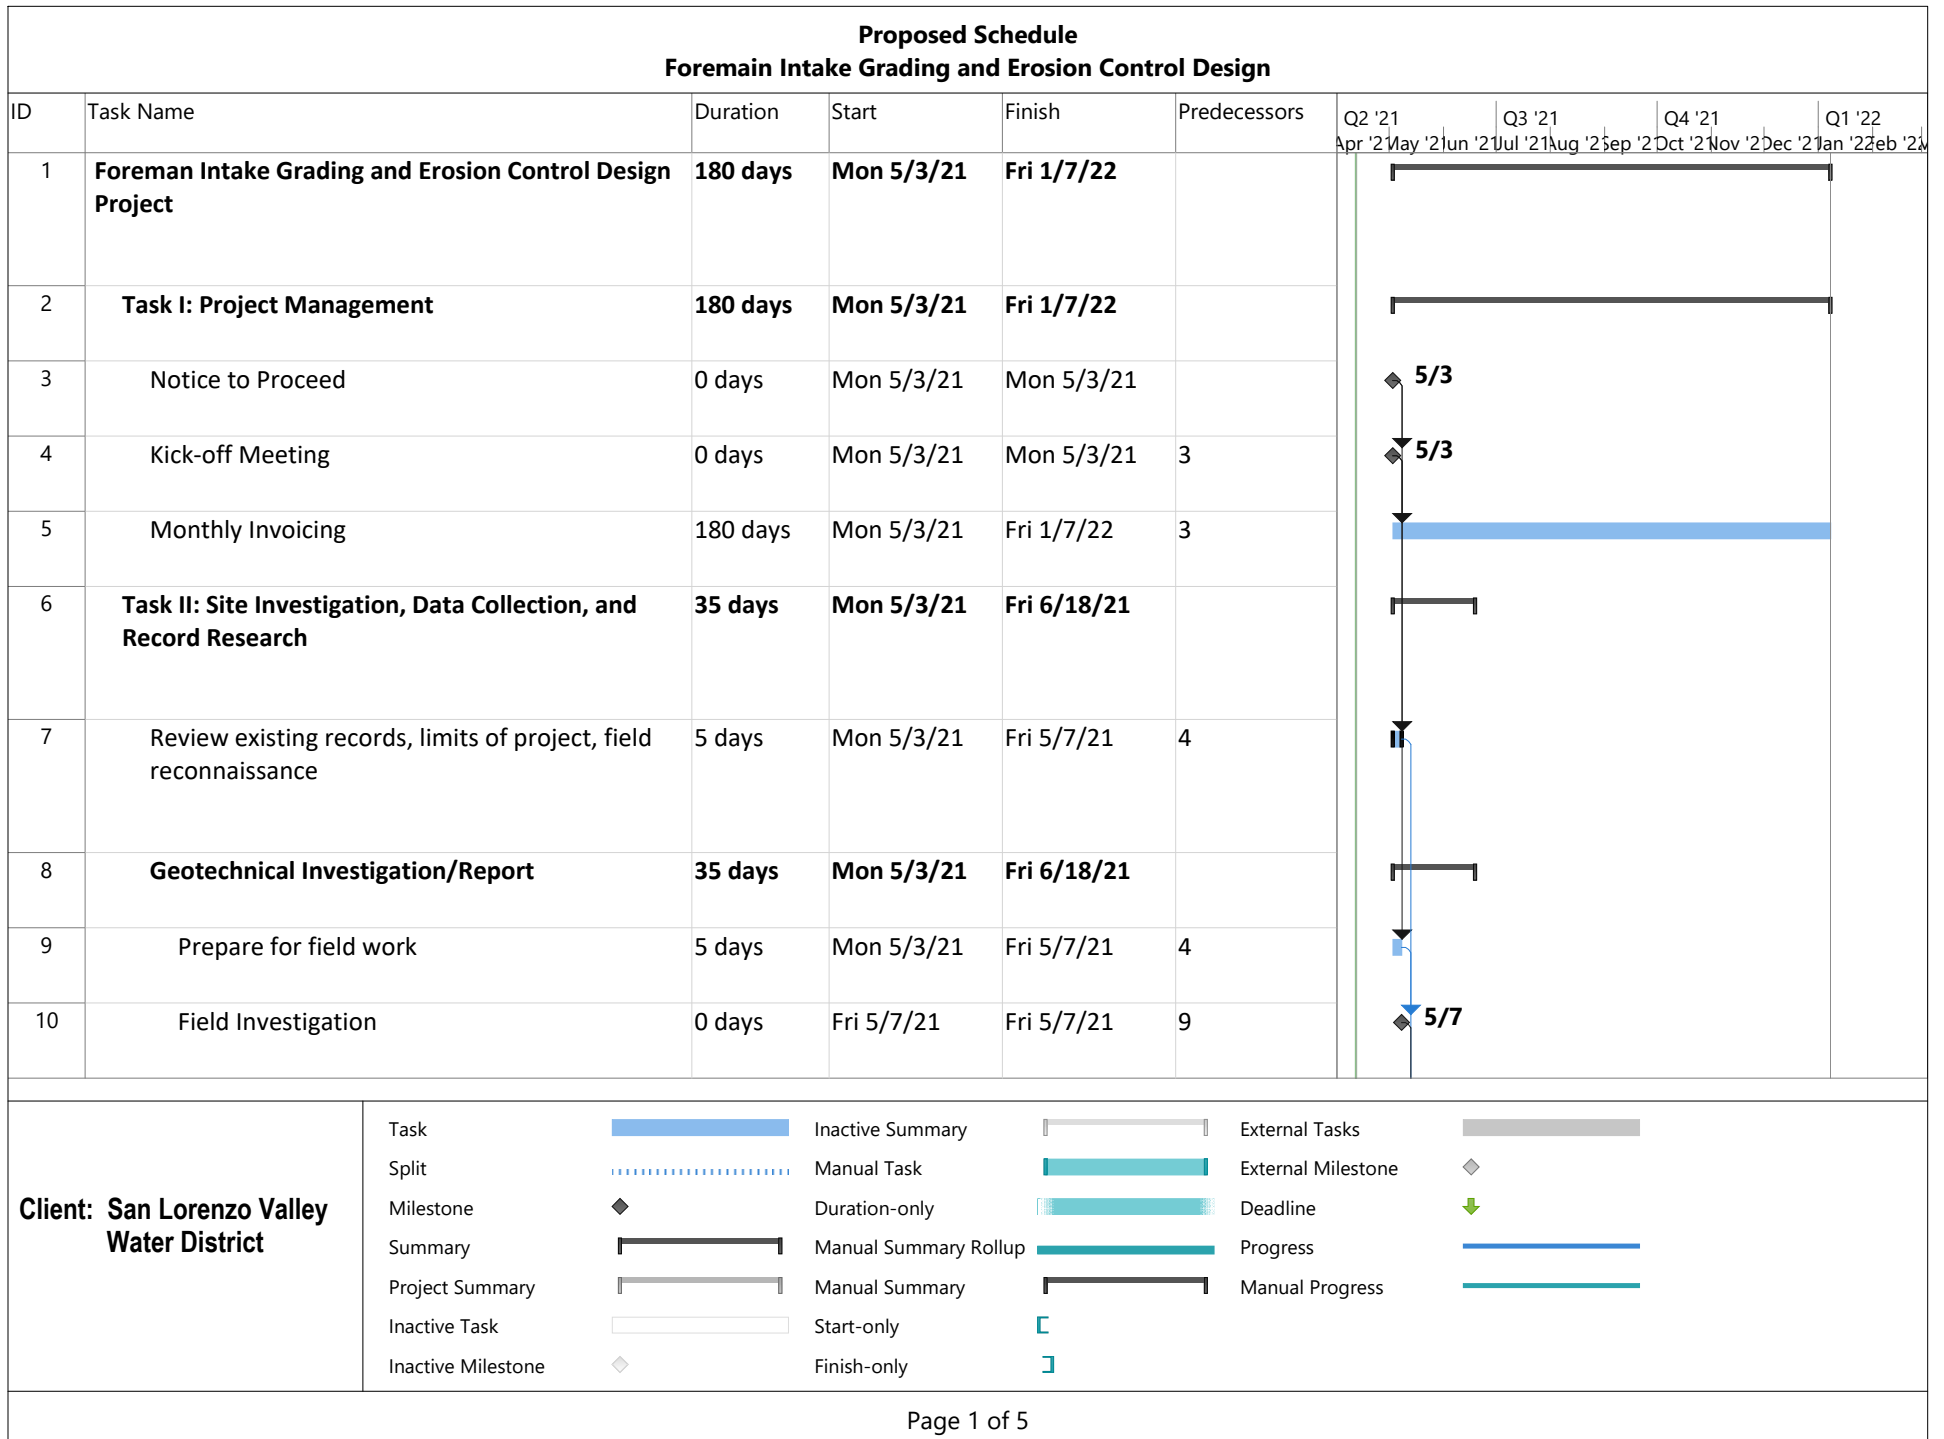 Proposed Schedule
Foremain Intake Grading and Erosion Control Design
ID Task Name Duration Start Finish Predecessors
Q2 '21 Q3 '21 Q4 '21 Q1 '22
1 Foreman Intake Grading and Erosion Control Design 180 days Mon 5/3/21 Fri 1/7/22
Project
2 Task I: Project Management 180 days Mon 5/3/21 Fri 1/7/22
3 Notice to Proceed 0 days Mon 5/3/21 Mon 5/3/21 5/3
4 Kick-off Meeting 0 days Mon 5/3/21 Mon 5/3/21 3 5/3
5 Monthly Invoicing 180 days Mon 5/3/21 Fri 1/7/22 3
6 Task II: Site Investigation, Data Collection, and 35 days Mon 5/3/21 Fri 6/18/21
Record Research
7 Review existing records, limits of project, field 5 days Mon 5/3/21 Fri 5/7/21 4
reconnaissance
8 Geotechnical Investigation/Report 35 days Mon 5/3/21 Fri 6/18/21
9 Prepare for field work 5 days Mon 5/3/21 Fri 5/7/21 4
10 Field Investigation 0 days Fri 5/7/21 Fri 5/7/21 9 5/7
Client: San Lorenzo Valley
Water District
Task
Split
Milestone
Summary
Project Summary
Inactive Task
Inactive Milestone
Inactive Summary
Manual Task
Duration-only
Manual Summary Rollup
Manual Summary
Start-only
Finish-only
External Tasks
External Milestone
Deadline
Progress
Manual Progress
Page 1 of 5